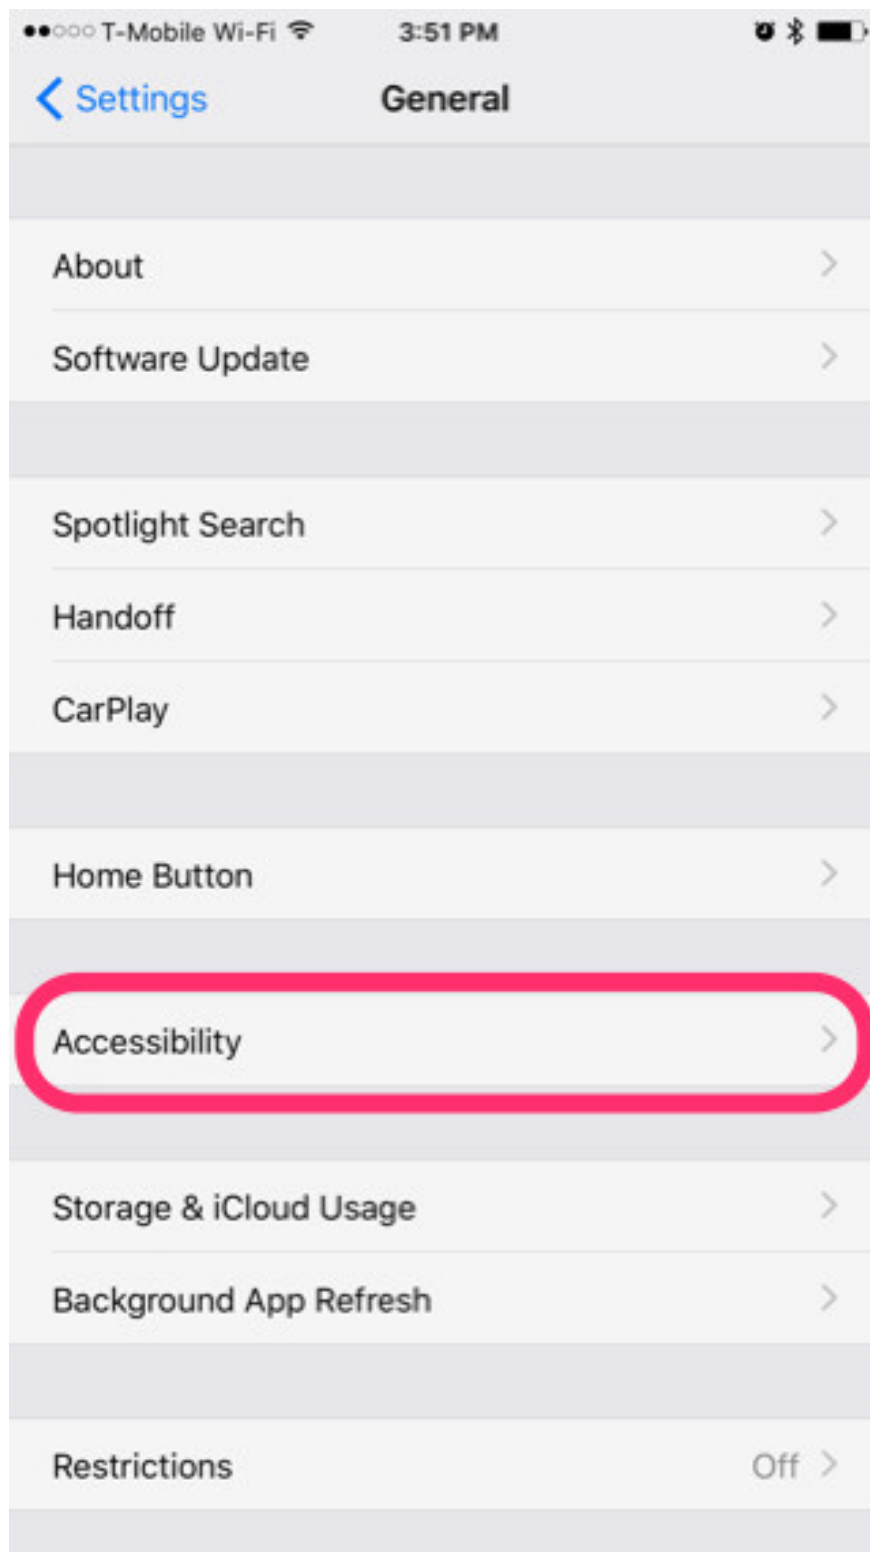 T-Mobile Wi-Fi 3:51 PM
Settings General
About
Software Update
Spotlight Search
Handoff
CarPlay
Home Button
Accessibility
Storage & iCloud Usage
Background App Refresh
Restrictions Off